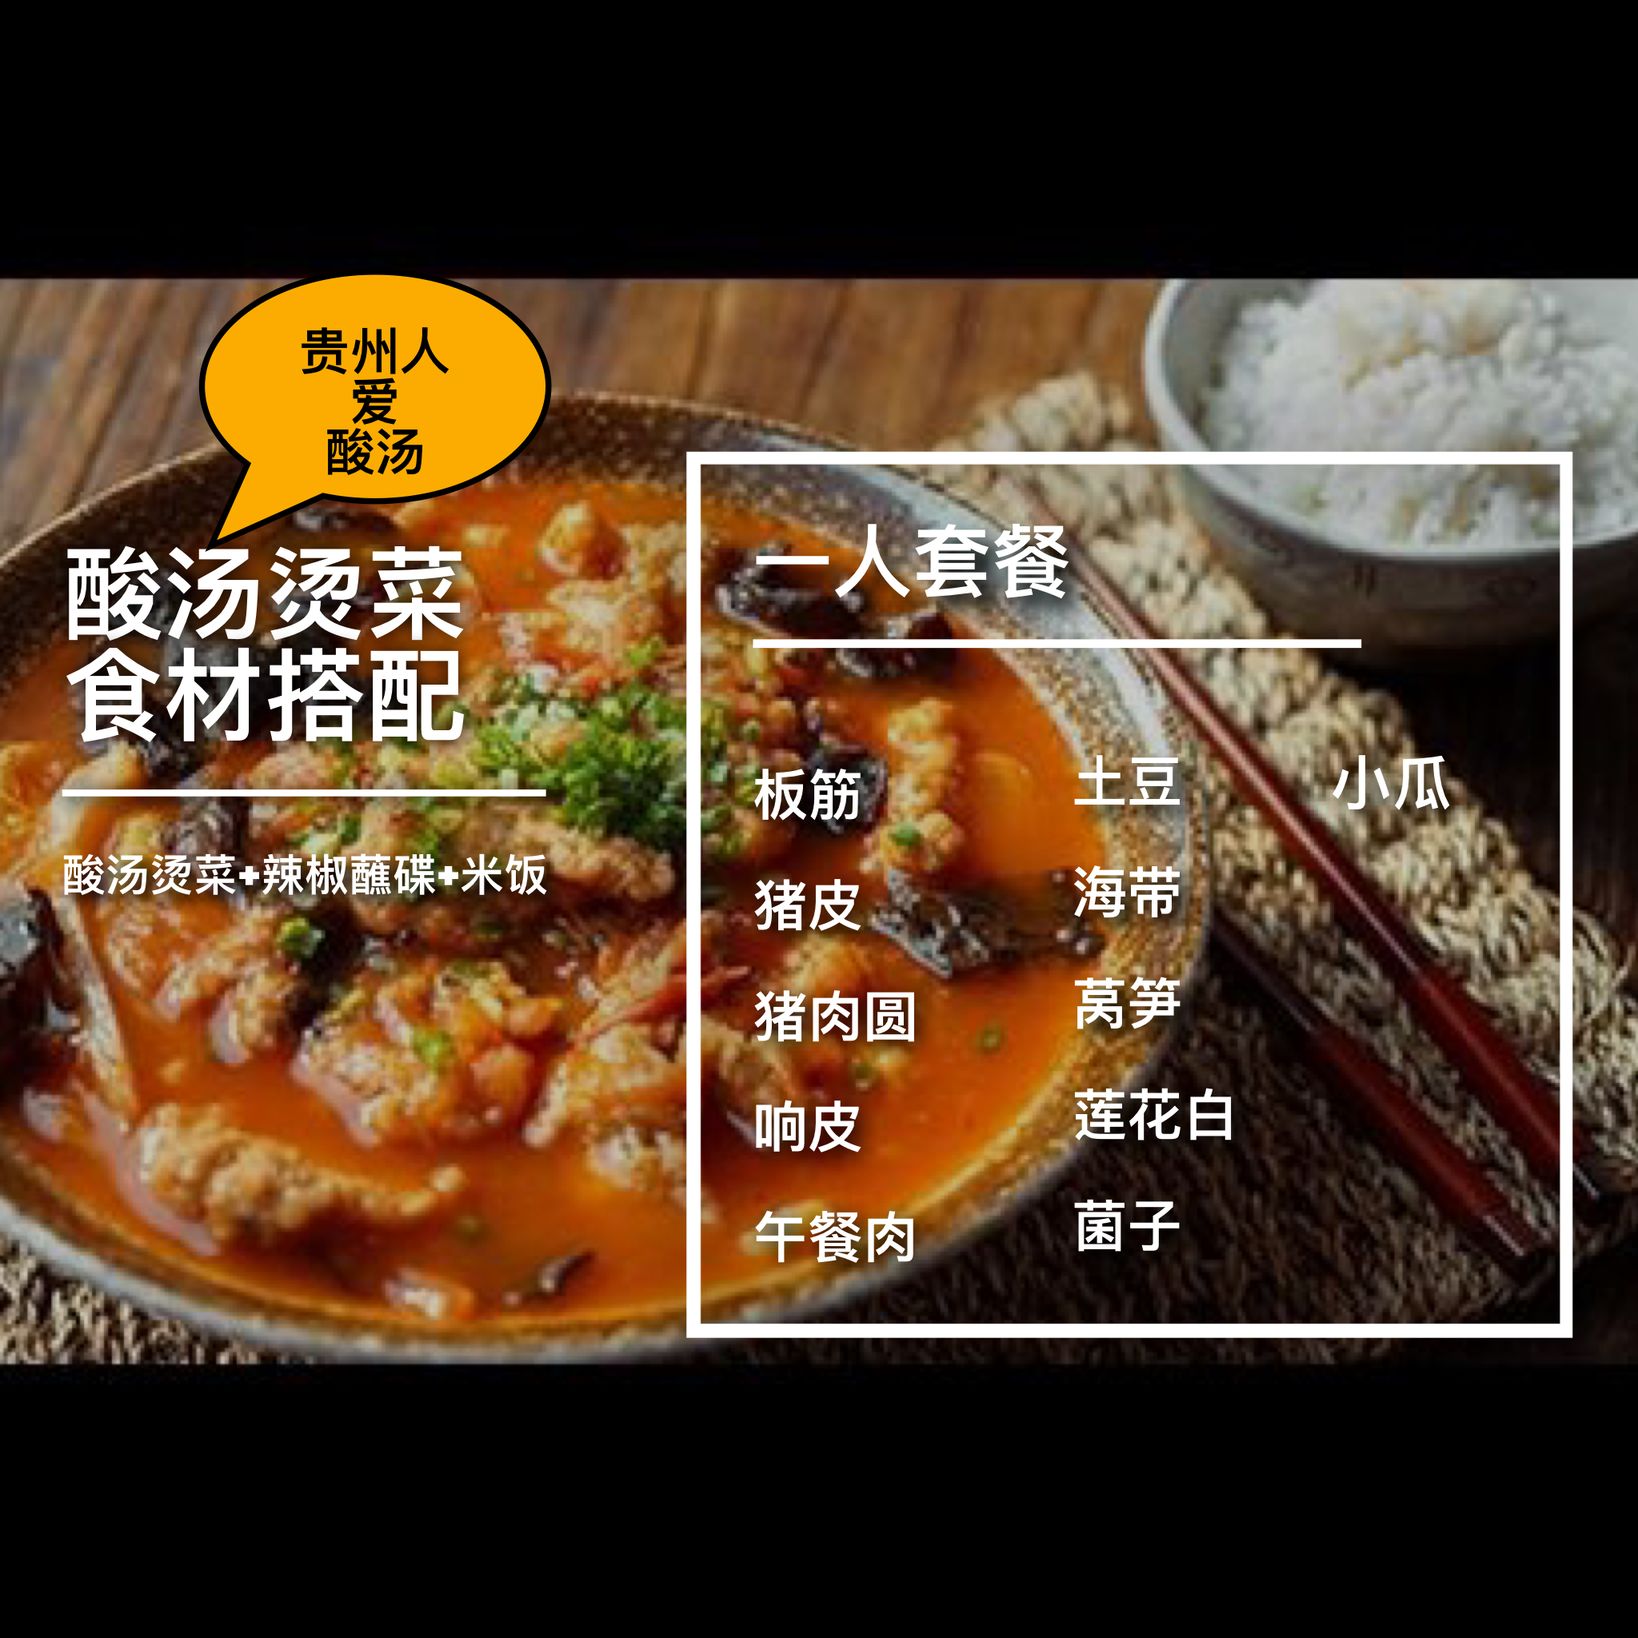 贵州人
爱
酸汤
酸汤烫菜
食材搭配
酸汤烫菜+辣椒蘸碟+米饭
一人套餐
板筋
猪皮
猪肉圆
响皮
午餐肉
土豆
海带
莴笋
莲花白
菌子
小瓜